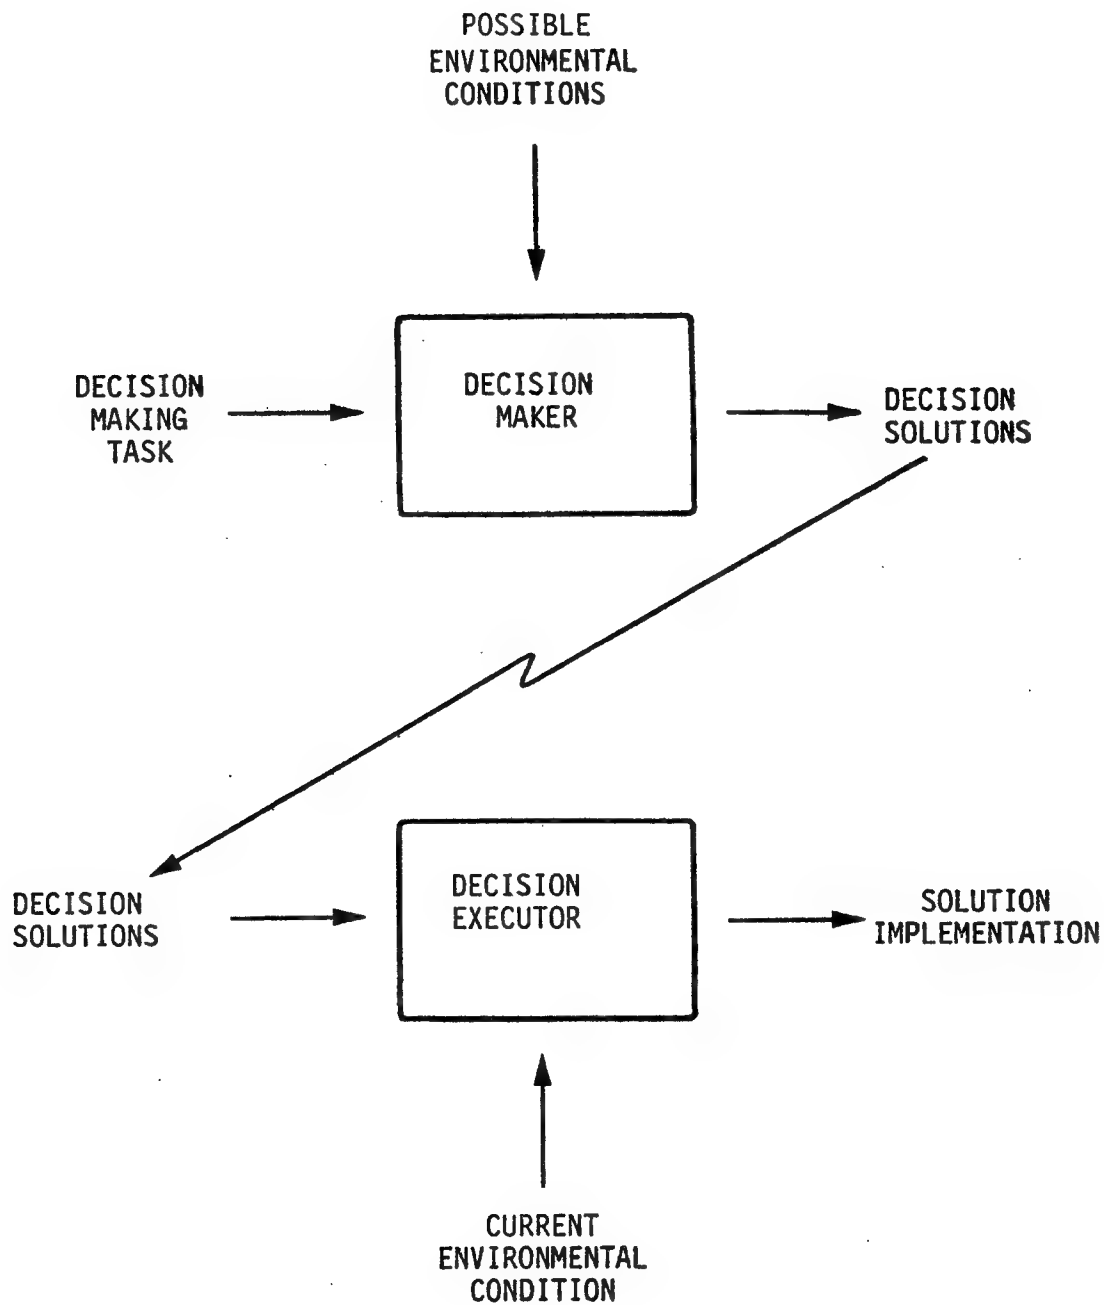 POSSIBLE
ENVIRONMENTAL
CONDITIONS
DECISION
MAKING
TASK
DECISION
MAKER
DECISION
SOLUTIONS
DECISION
SOLUTIONS
DECISION
EXECUTOR
SOLUTION
IMPLEMENTATION
CURRENT
ENVIRONMENTAL
CONDITION